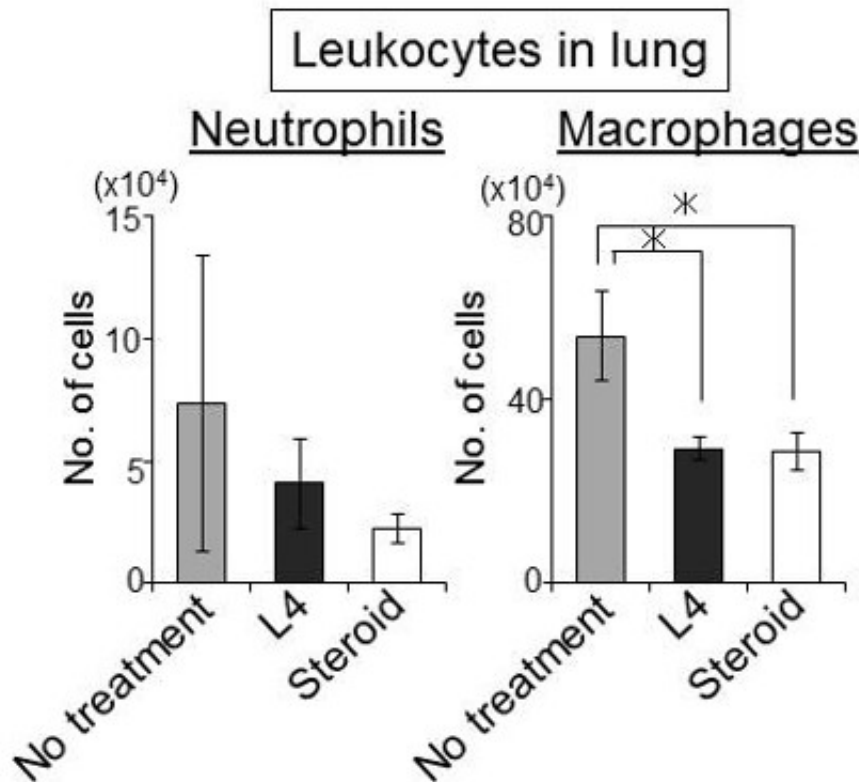 Leukocytes in lung
Neutrophils
(x10⁴)
No. of cells
15
10
5
0
No treatment
L4
Steroid
Macrophages
(x10⁴)
No. of cells
80
40
0
*
*
No treatment
L4
Steroid